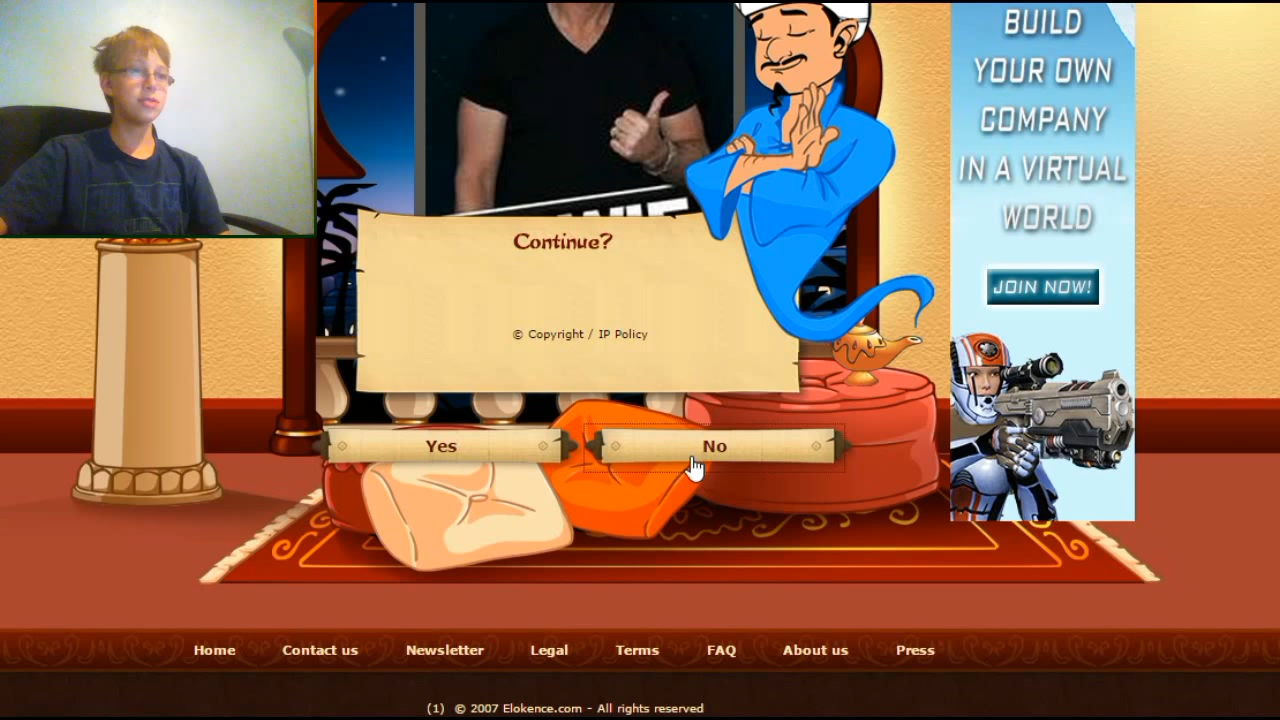 BUILD
YOUR OWN
COMPANY
IN A VIRTUAL
WORLD
JOIN NOW!
Continue?
© Copyright / IP Policy
Yes
No
Home
Contact us
Newsletter
Legal
Terms
FAQ
About us
Press
(1) © 2007 Elokence.com - All rights reserved